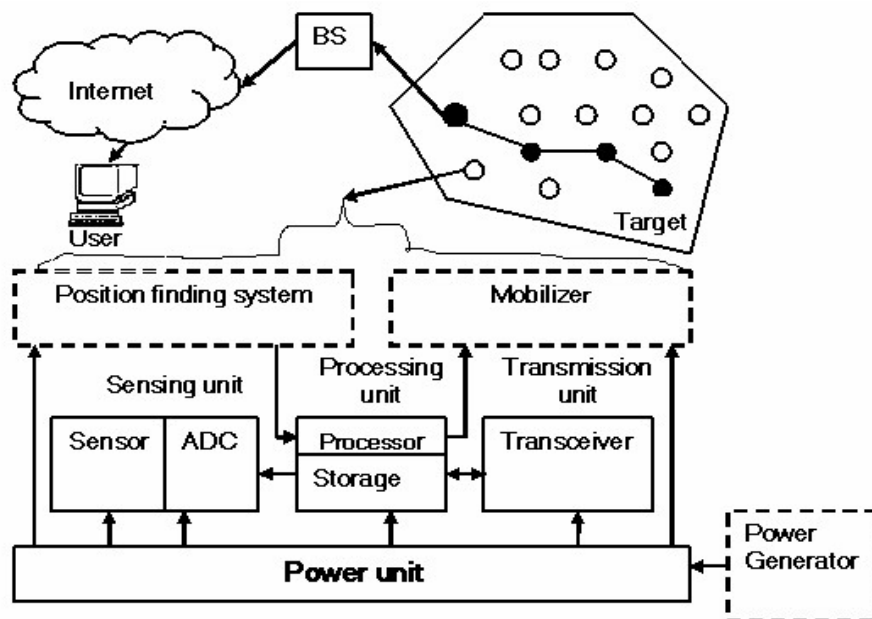 BS
Internet
Target
User
Position finding system
Mobilizer
Sensing unit
Processing
unit
Transmission
unit
Sensor
ADC
Processor
Storage
Transceiver
Power unit
Power
Generator